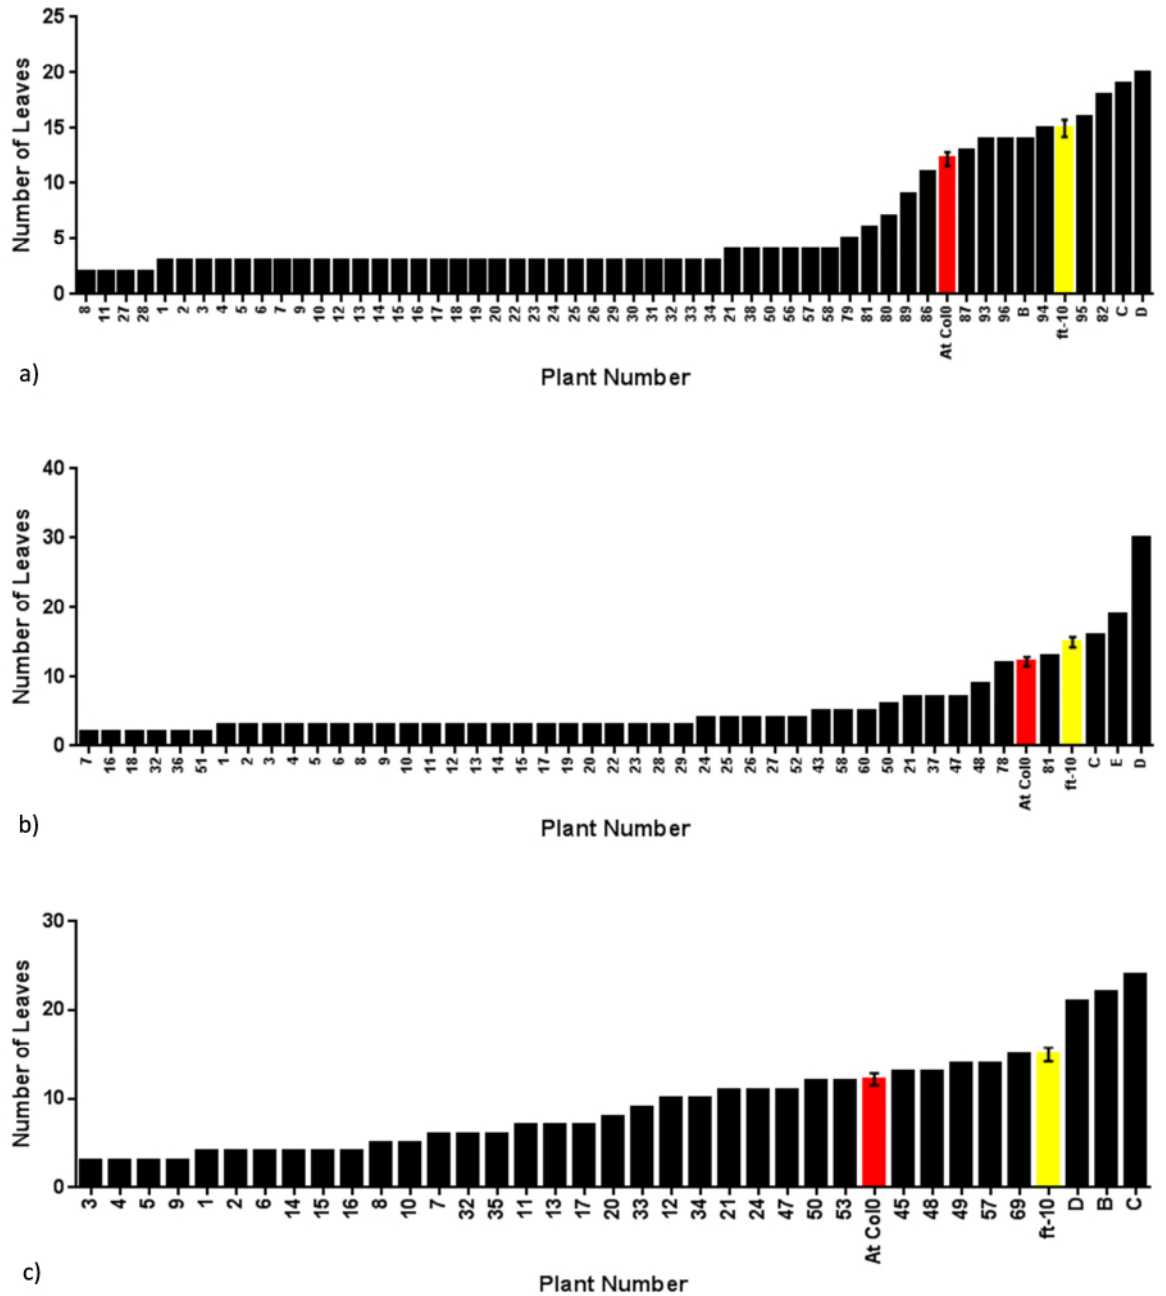 25
20
15
10
5
0
Number of Leaves
8 11 27 28 1 2 3 4 5 6 7 9 10 12 13 14 15 16 17 18 19 20 22 23 24 25 26 29 30 31 32 33 34 21 38 50 56 57 58 79 81 80 89 86 At Col0 87 93 96 B 94 ft-10 95 82 C D
Plant Number
a)
40
30
20
10
0
Number of Leaves
7 16 18 32 36 51 1 2 3 4 5 6 8 9 10 11 12 13 14 15 17 19 20 22 23 28 29 24 25 26 27 52 43 58 60 50 21 37 47 48 78 At Col0 81 ft-10 C E D
Plant Number
b)
30
20
10
0
Number of Leaves
3 4 5 9 1 2 6 14 15 16 8 10 7 32 35 11 13 17 20 33 12 34 21 24 47 50 53 At Col0 45 48 49 57 69 ft-10 D B C
Plant Number
c)